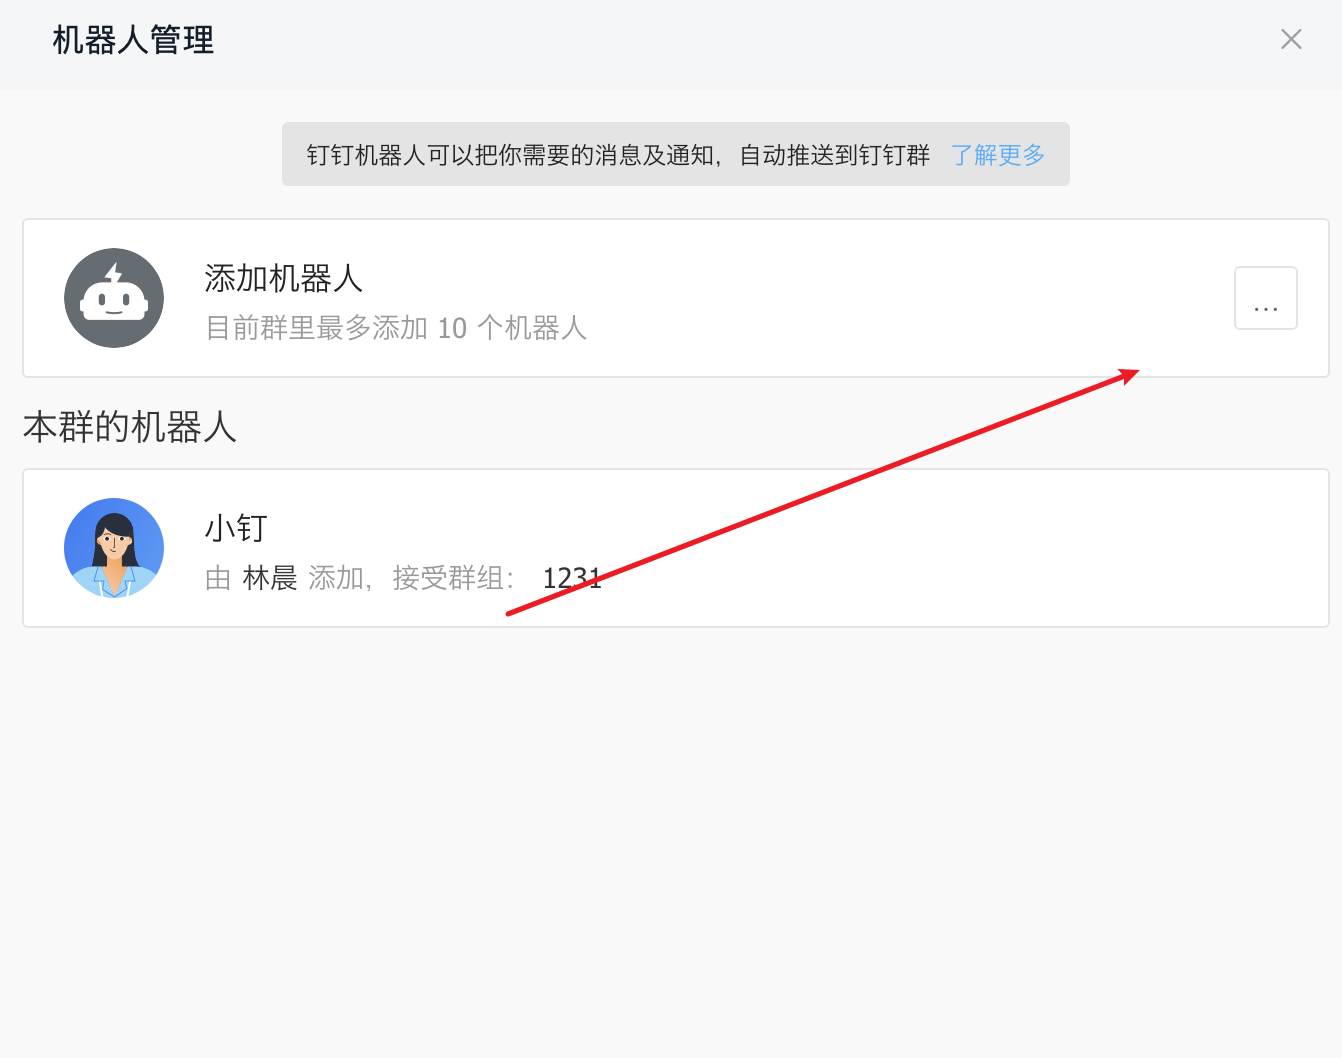 机器人管理
钉钉机器人可以把你需要的消息及通知，自动推送到钉钉群 了解更多
添加机器人
目前群里最多添加 10 个机器人
...
本群的机器人
小钉
由 林晨 添加，接受群组： 1231